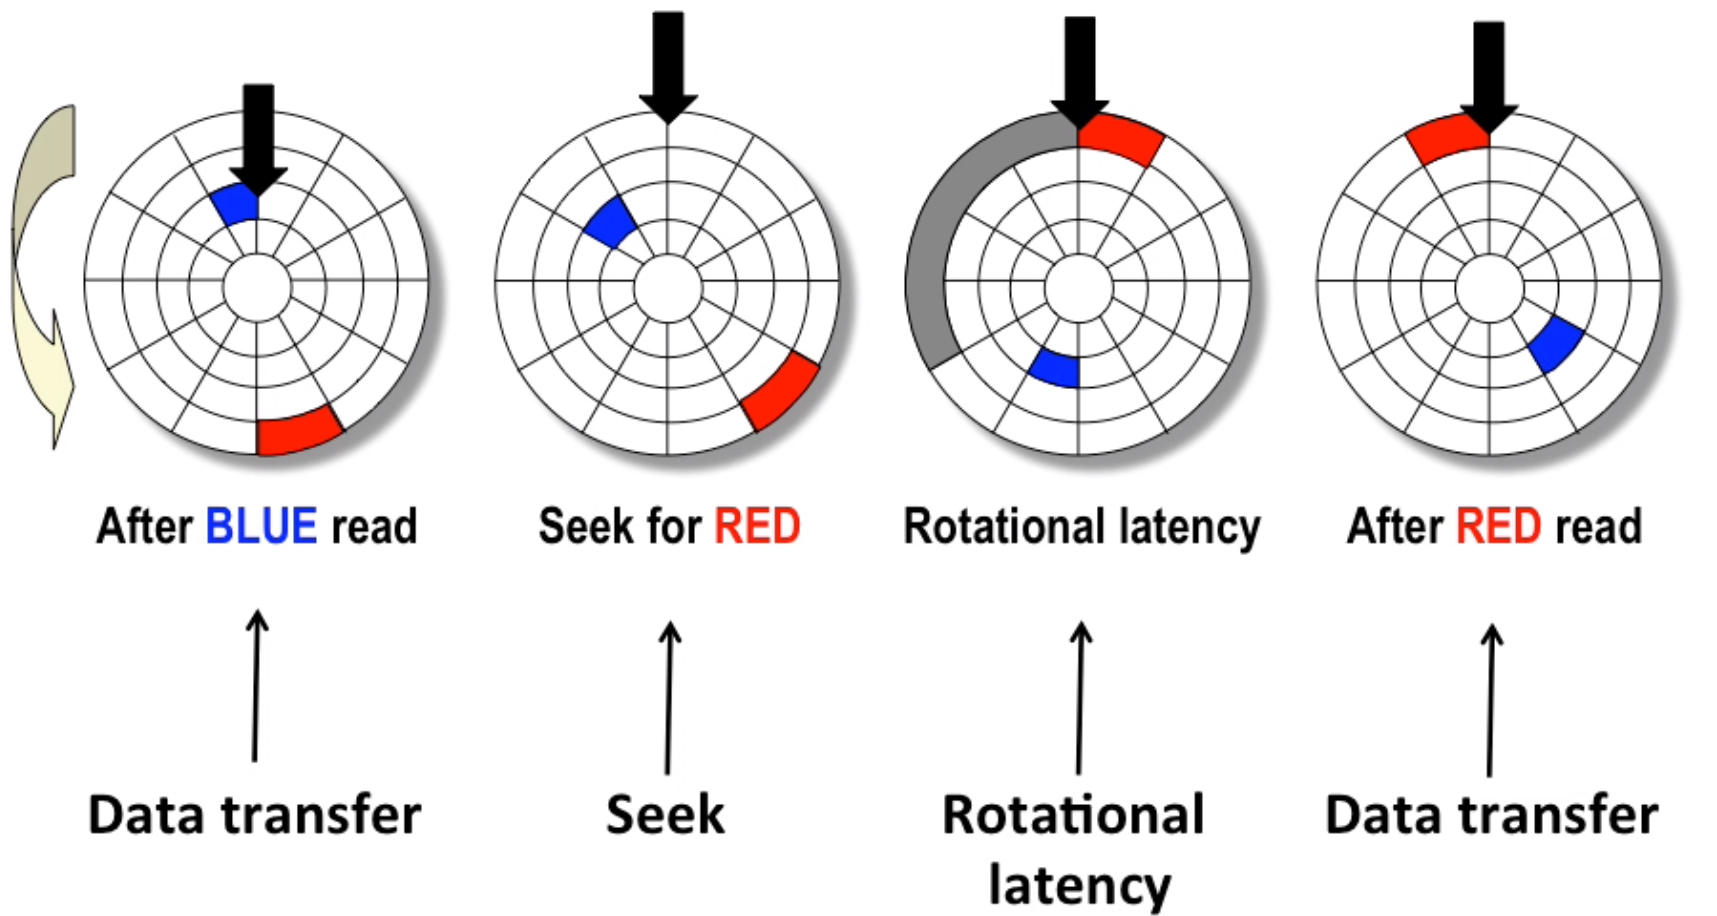 After BLUE read
Seek for RED
Rotational latency
After RED read
Data transfer
Seek
Rotational
latency
Data transfer